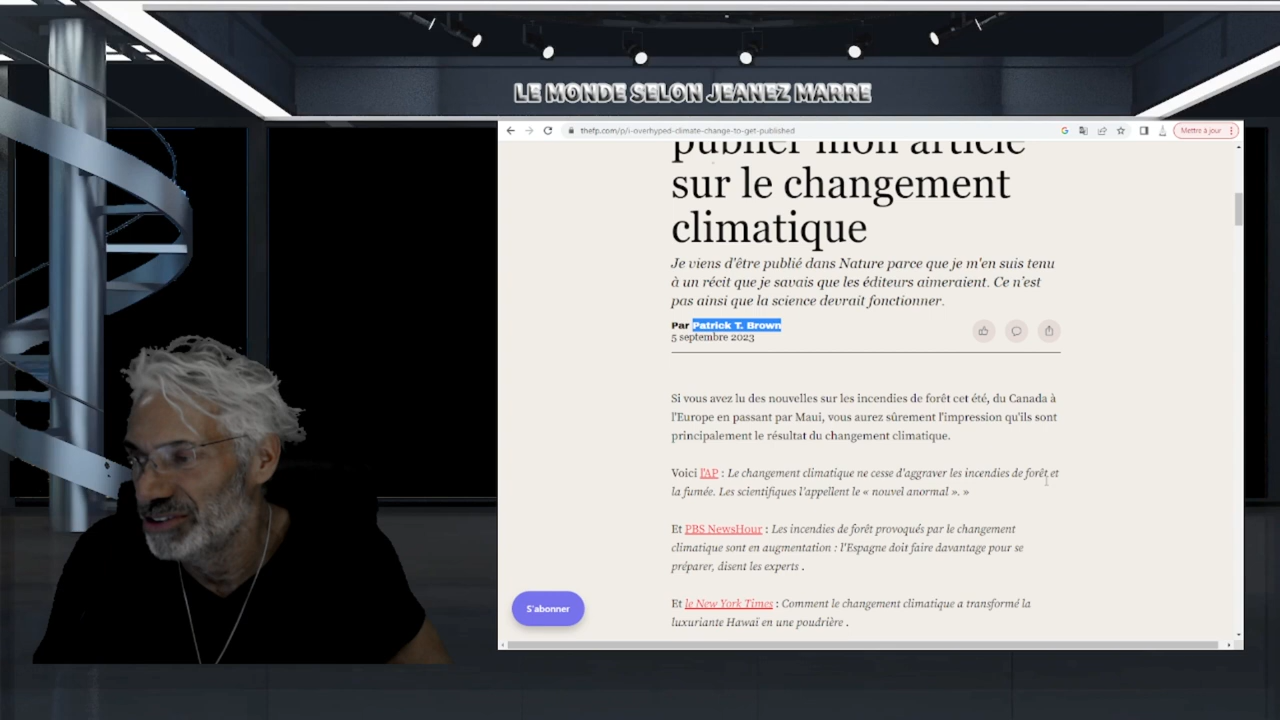 LE MONDE SELON JEANEZ MARRE
thefp.com/p/i-overhyped-climate-change-to-get-published
Mettre à jour
publier mon article
sur le changement
climatique
Je viens d'être publié dans Nature parce que je m'en suis tenu
à un récit que je savais que les éditeurs aimeraient. Ce n'est
pas ainsi que la science devrait fonctionner.
Par Patrick T. Brown
5 septembre 2023
Si vous avez lu des nouvelles sur les incendies de forêt cet été, du Canada à
l'Europe en passant par Maui, vous aurez sûrement l'impression qu'ils sont
principalement le résultat du changement climatique.
Voici l'AP : Le changement climatique ne cesse d'aggraver les incendies de forêt et
la fumée. Les scientifiques l'appellent le « nouvel anormal ». »
Et PBS NewsHour : Les incendies de forêt provoqués par le changement
climatique sont en augmentation : l'Espagne doit faire davantage pour se
préparer, disent les experts .
S'abonner
Et le New York Times : Comment le changement climatique a transformé la
luxuriante Hawaï en une poudrière .